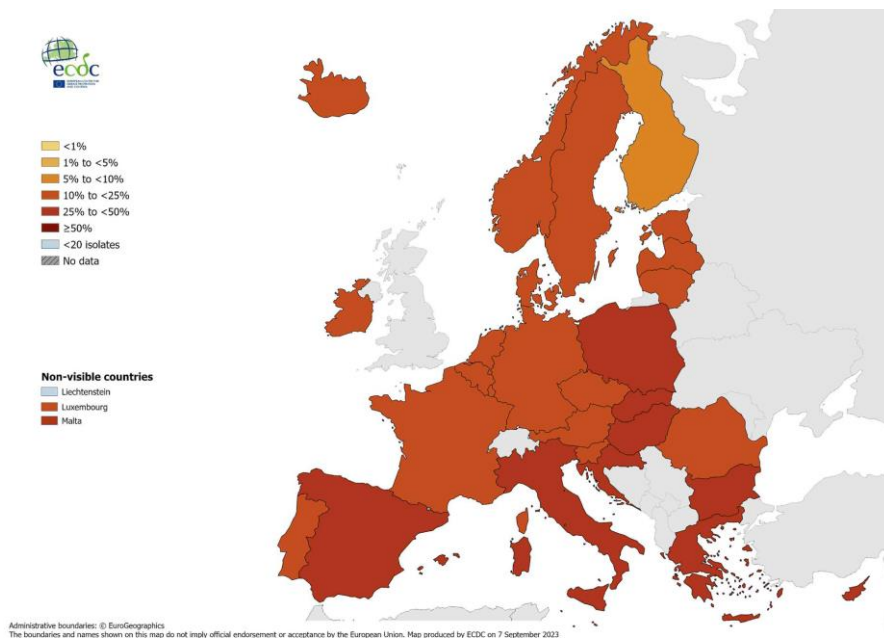 ecdc
<1%
1% to <5%
5% to <10%
10% to <25%
25% to <50%
≥50%
<20 isolates
No data
Non-visible countries
Liechtenstein
Luxembourg
Malta
Administrative boundaries: © EuroGeographics
The boundaries and names shown on this map do not imply official endorsement or acceptance by the European Union. Map produced by ECDC on 7 September 2023